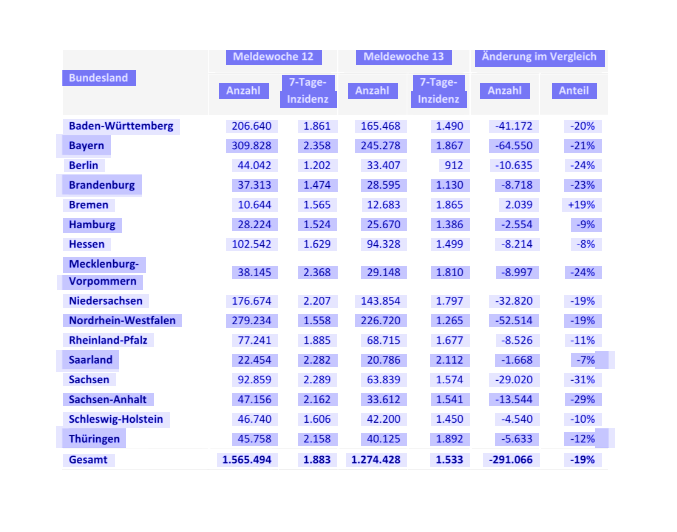 Meldewoche 12 Meldewoche 13 Änderung im Vergleich
Bundesland Anzahl 7-Tage-Inzidenz Anzahl 7-Tage-Inzidenz Anzahl Anteil
Baden-Württemberg 206.640 1.861 165.468 1.490 -41.172 -20%
Bayern 309.828 2.358 245.278 1.867 -64.550 -21%
Berlin 44.042 1.202 33.407 912 -10.635 -24%
Brandenburg 37.313 1.474 28.595 1.130 -8.718 -23%
Bremen 10.644 1.565 12.683 1.865 2.039 +19%
Hamburg 28.224 1.524 25.670 1.386 -2.554 -9%
Hessen 102.542 1.629 94.328 1.499 -8.214 -8%
Mecklenburg-
Vorpommern 38.145 2.368 29.148 1.810 -8.997 -24%
Niedersachsen 176.674 2.207 143.854 1.797 -32.820 -19%
Nordrhein-Westfalen 279.234 1.558 226.720 1.265 -52.514 -19%
Rheinland-Pfalz 77.241 1.885 68.715 1.677 -8.526 -11%
Saarland 22.454 2.282 20.786 2.112 -1.668 -7%
Sachsen 92.859 2.289 63.839 1.574 -29.020 -31%
Sachsen-Anhalt 47.156 2.162 33.612 1.541 -13.544 -29%
Schleswig-Holstein 46.740 1.606 42.200 1.450 -4.540 -10%
Thüringen 45.758 2.158 40.125 1.892 -5.633 -12%
Gesamt 1.565.494 1.883 1.274.428 1.533 -291.066 -19%